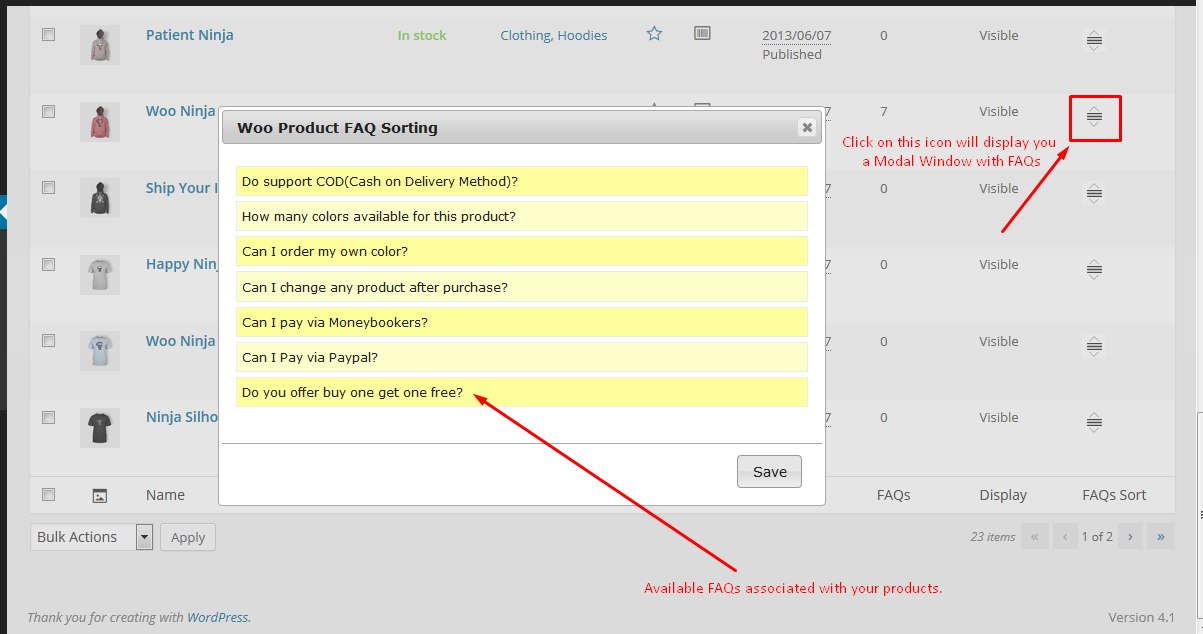 Patient Ninja In stock Clothing, Hoodies 2013/06/07 0 Visible
Published
Woo Ninja 7 7 Visible
Woo Product FAQ Sorting
Click on this icon will display you
a Modal Window with FAQs
Do support COD(Cash on Delivery Method)?
Ship Your 7 0 Visible
How many colors available for this product?
Can I order my own color?
Happy Nin 7 0 Visible
Can I change any product after purchase?
Can I pay via Moneybookers?
Woo Ninja 7 0 Visible
Can I Pay via Paypal?
Do you offer buy one get one free?
Ninja Silho 7 0 Visible
Save
Name FAQs Display FAQs Sort
Bulk Actions Apply 23 items « ‹ 1 of 2 › »
Available FAQs associated with your products.
Thank you for creating with WordPress. Version 4.1